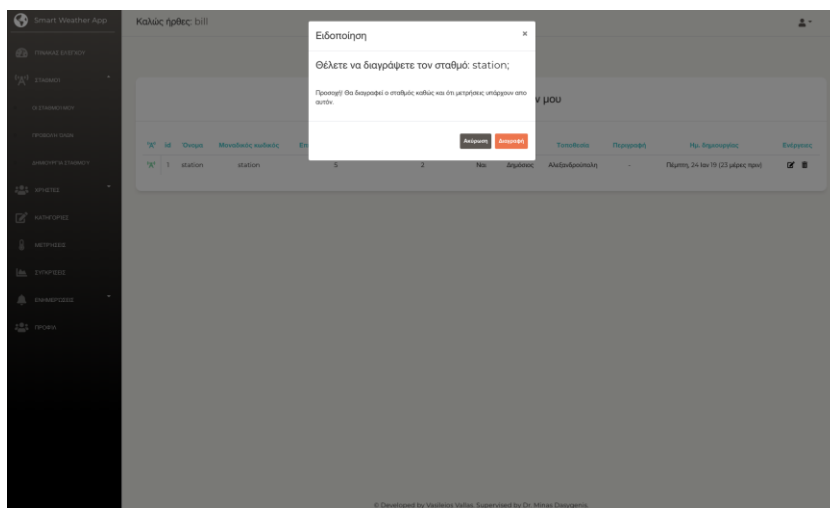 Smart Weather App
Καλώς ήρθες: bill
ΠΙΝΑΚΑΣ ΕΛΕΓΧΟΥ
ΣΤΑΘΜΟΙ
ΟΙ ΣΤΑΘΜΟΙ ΜΟΥ
ΠΡΟΒΟΛΗ ΟΛΩΝ
ΔΗΜΙΟΥΡΓΙΑ ΣΤΑΘΜΟΥ
ΧΡΗΣΤΕΣ
ΚΑΤΗΓΟΡΙΕΣ
ΜΕΤΡΗΣΕΙΣ
ΕΝΗΜΕΡΩΣΕΙΣ
ΠΡΟΦΙΛ
Ειδοποίηση ×
Θέλετε να διαγράψετε τον σταθμό: station;
Προσοχή! Θα διαγραφεί ο σταθμός καθώς και ότι μετρήσεις υπάρχουν απο
αυτόν.
Ακύρωση Διαγραφή
ν μου
id Όνομα Μοναδικός κωδικός Τοποθεσία Περιγραφή Ημ. δημιουργίας Ενέργειες
1 station station 5 2 Ναι Δημόσιος Αλεξανδρούπολη - Πέμπτη, 24 Ιαν 19 (23 μέρες πριν)
© Developed by Vasileios Vellas. Supervised by Dr. Minas Dasygenis.